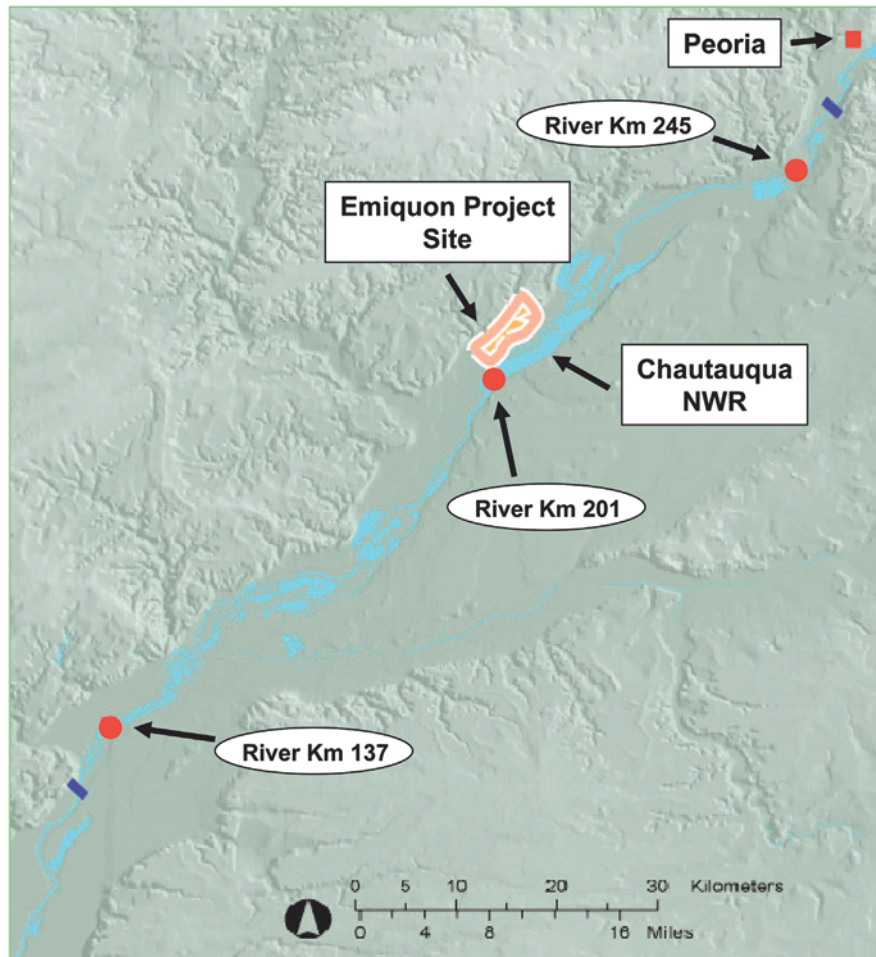 Peoria
River Km 245
Emiquon Project
Site
Chautauqua
NWR
River Km 201
River Km 137
0 5 10 20 30 Kilometers
0 4 8 16 Miles